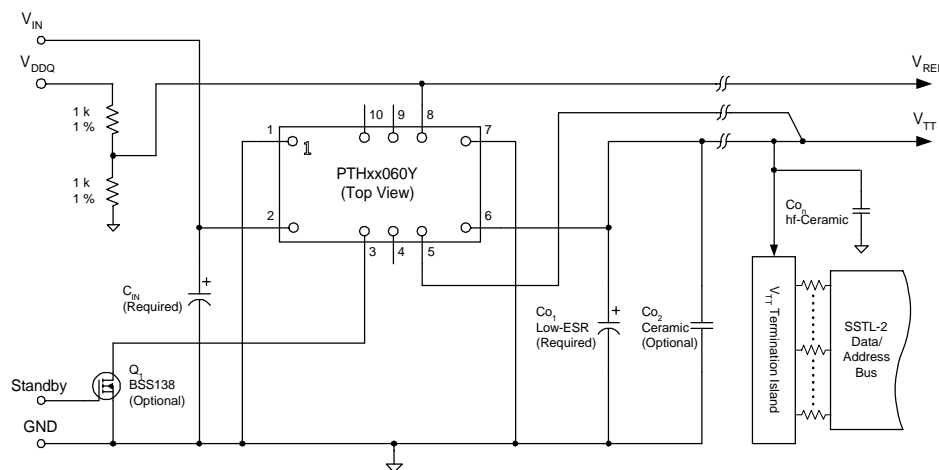 VIN
VDDQ
1 k
1 %
1 k
1 %
10
9
8
1
1
7
PTHxx060Y
(Top View)
2
6
3
4
5
VREF
VTT
Con
hf-Ceramic
CIN
(Required)
+
Co1
Low-ESR
(Required)
+
Co2
Ceramic
(Optional)
VTT Termination Island
SSTL-2
Data/
Address
Bus
Q1
BSS138
(Optional)
Standby
GND